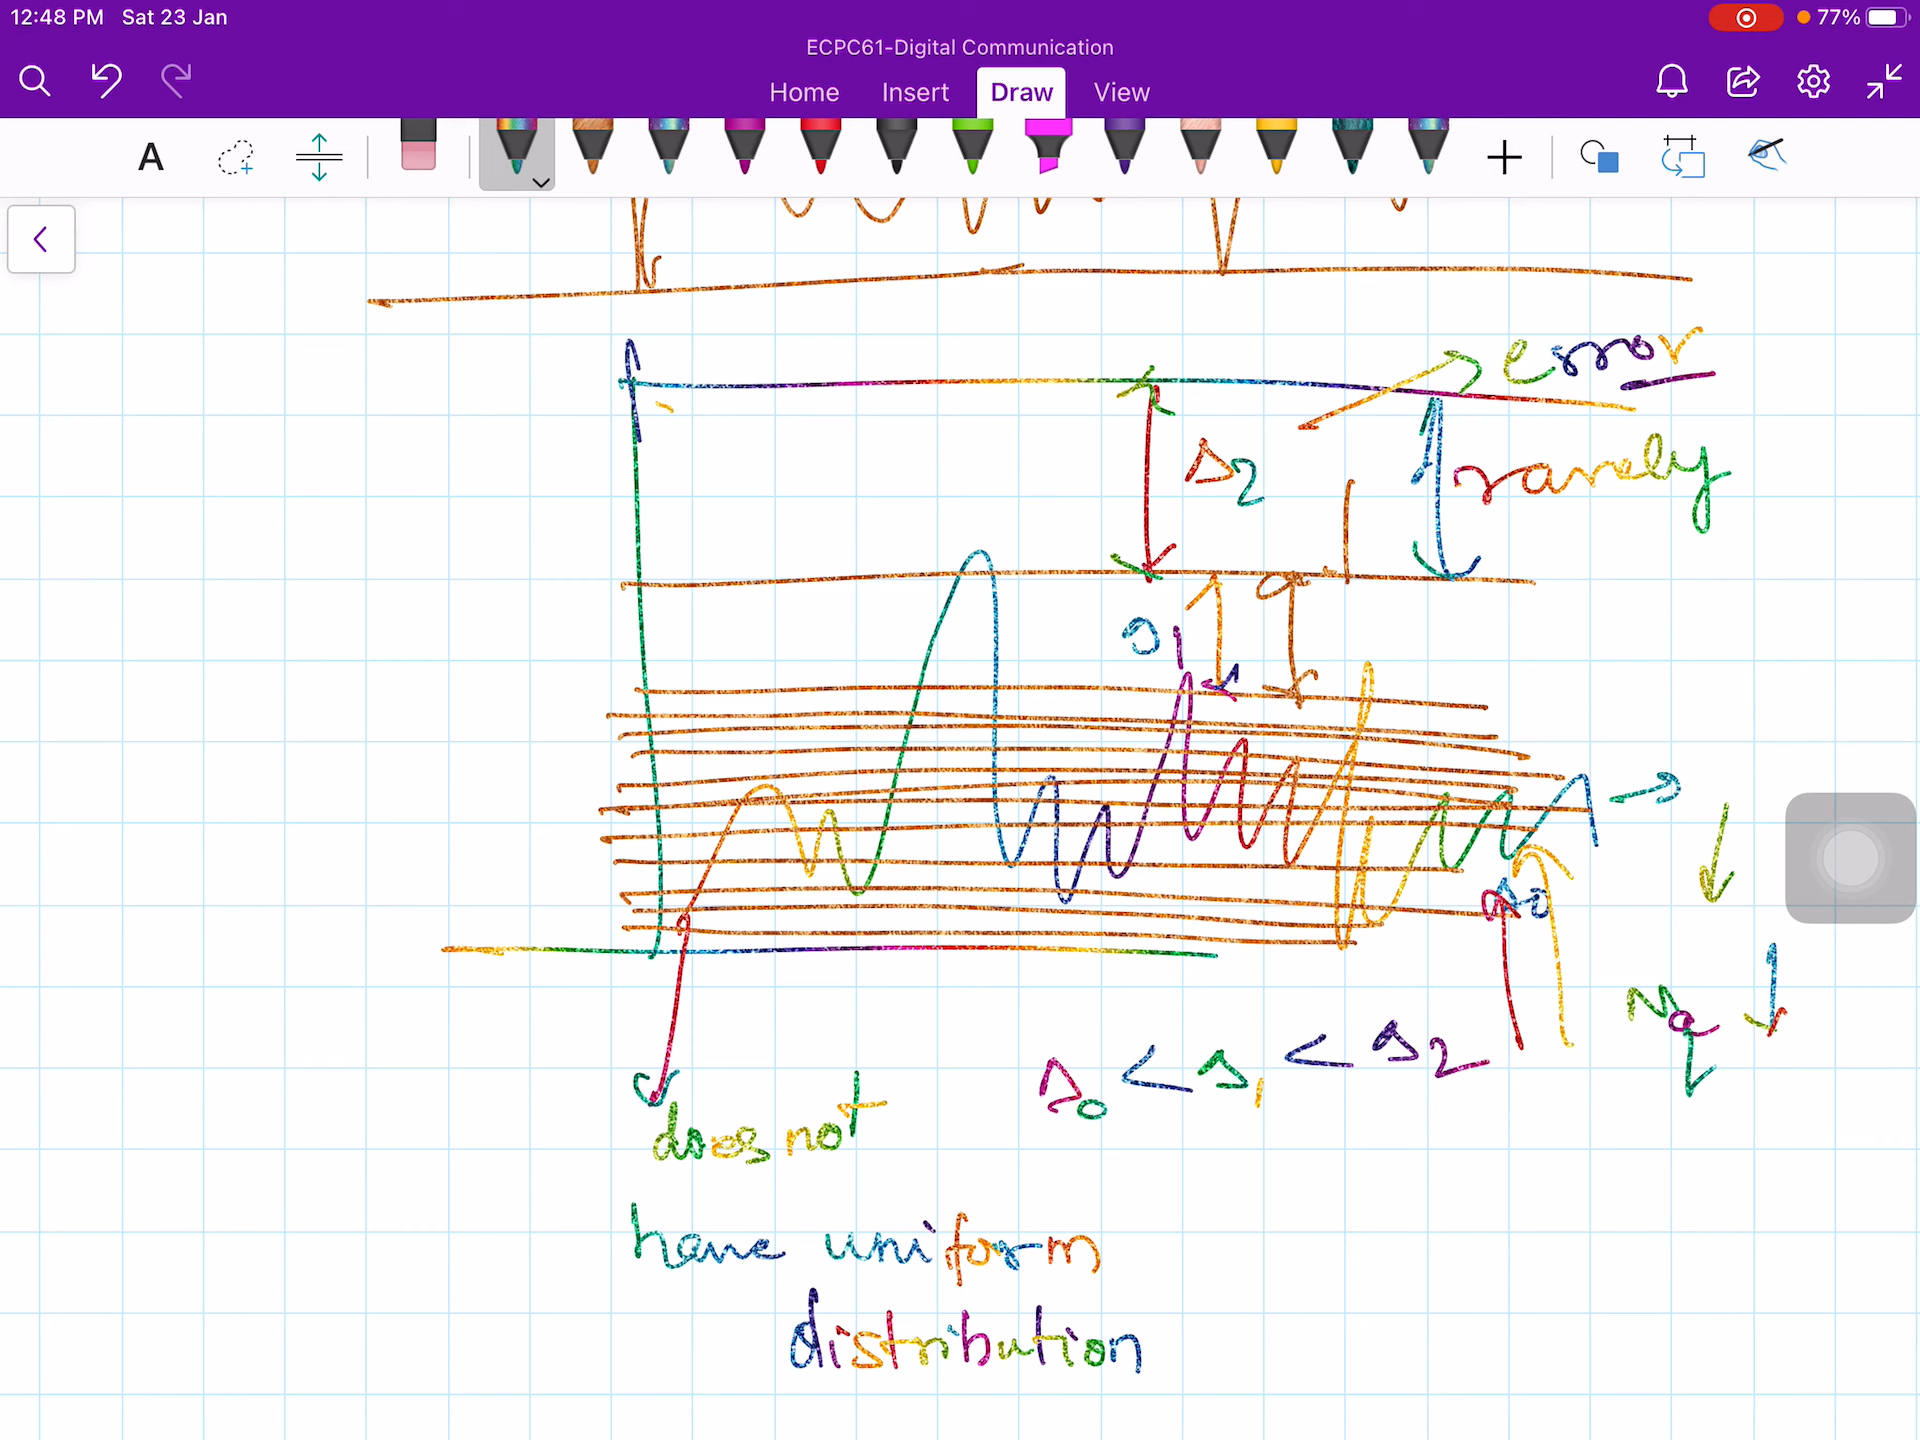 12:48 PM Sat 23 Jan
77%
ECPC61-Digital Communication
Home Insert Draw View
A
error
Δ2
rarely
Δ1
Δ0
Nq ↓
Δ0 < Δ1 < Δ2
does not
have uniform
distribution